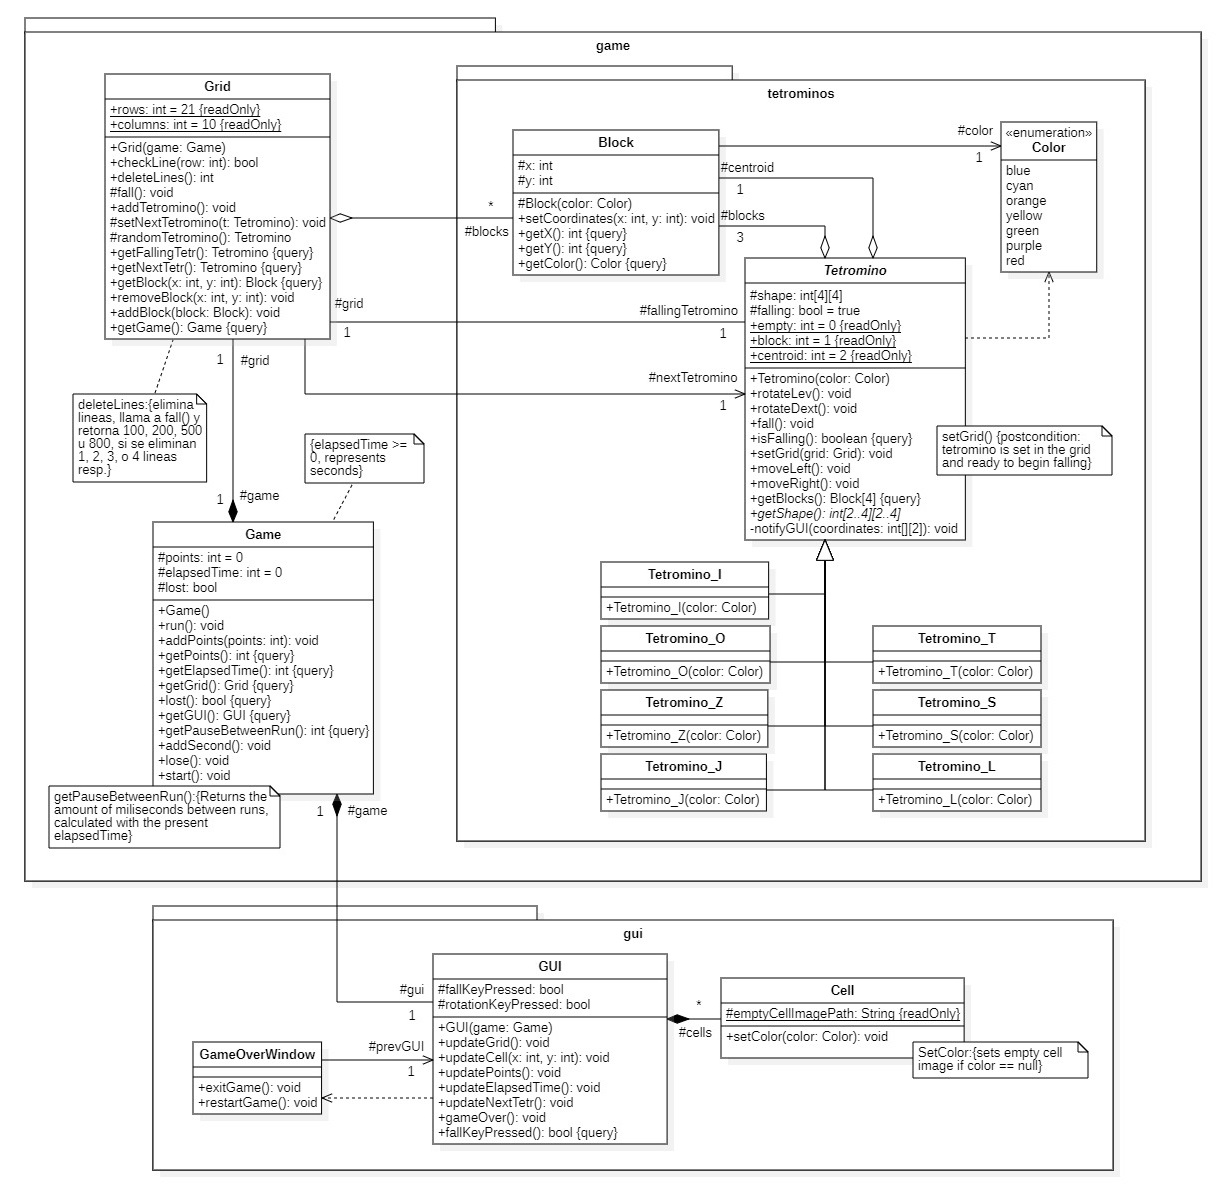 game
Grid
+rows: int = 21 {readOnly}
+columns: int = 10 {readOnly}
+Grid(game: Game)
+checkLine(row: int): bool
+deleteLines(): int
#fall(): void
+addTetromino(): void
#setNextTetromino(t: Tetromino): void
#randomTetromino(): Tetromino
+getFallingTetr(): Tetromino {query}
+getNextTetr(): Tetromino {query}
+getBlock(x: int, y: int): Block {query}
+removeBlock(x: int, y: int): void
+addBlock(block: Block): void
+getGame(): Game {query}
tetrominos
Block
#x: int
#y: int
#Block(color: Color)
+setCoordinates(x: int, y: int): void
+getX(): int {query}
+getY(): int {query}
+getColor(): Color {query}
*
#blocks
#color
1
#centroid
1
#blocks
3
«enumeration»
Color
blue
cyan
orange
yellow
green
purple
red
Tetromino
#shape: int[4][4]
#falling: bool = true
+empty: int = 0 {readOnly}
+block: int = 1 {readOnly}
+centroid: int = 2 {readOnly}
+Tetromino(color: Color)
+rotateLev(): void
+rotateDext(): void
+fall(): void
+isFalling(): boolean {query}
+setGrid(grid: Grid): void
+moveLeft(): void
+moveRight(): void
+getBlocks(): Block[4] {query}
+getShape(): int[2..4][2..4]
-notifyGUI(coordinates: int[][2]): void
#grid
1
#fallingTetromino
1
#nextTetromino
1
1
#grid
deleteLines:{elimina
lineas, llama a fall() y
retorna 100, 200, 500
u 800, si se eliminan
1, 2, 3, o 4 lineas
resp.}
{elapsedTime >=
0, represents
seconds}
setGrid() {postcondition:
tetromino is set in the grid
and ready to begin falling}
1
#game
Game
#points: int = 0
#elapsedTime: int = 0
#lost: bool
+Game()
+run(): void
+addPoints(points: int): void
+getPoints(): int {query}
+getElapsedTime(): int {query}
+getGrid(): Grid {query}
+lost(): bool {query}
+getGUI(): GUI {query}
+getPauseBetweenRun(): int {query}
+addSecond(): void
+lose(): void
+start(): void
getPauseBetweenRun():{Returns the
amount of miliseconds between runs,
calculated with the present
elapsedTime}
1
#game
Tetromino_I
+Tetromino_I(color: Color)
Tetromino_O
+Tetromino_O(color: Color)
Tetromino_T
+Tetromino_T(color: Color)
Tetromino_Z
+Tetromino_Z(color: Color)
Tetromino_S
+Tetromino_S(color: Color)
Tetromino_J
+Tetromino_J(color: Color)
Tetromino_L
+Tetromino_L(color: Color)
gui
GUI
#fallKeyPressed: bool
#rotationKeyPressed: bool
+GUI(game: Game)
+updateGrid(): void
+updateCell(x: int, y: int): void
+updatePoints(): void
+updateElapsedTime(): void
+updateNextTetr(): void
+gameOver(): void
+fallKeyPressed(): bool {query}
#gui
1
*
#cells
Cell
#emptyCellImagePath: String {readOnly}
+setColor(color: Color): void
SetColor:{sets empty cell
image if color == null}
GameOverWindow
+exitGame(): void
+restartGame(): void
#prevGUI
1